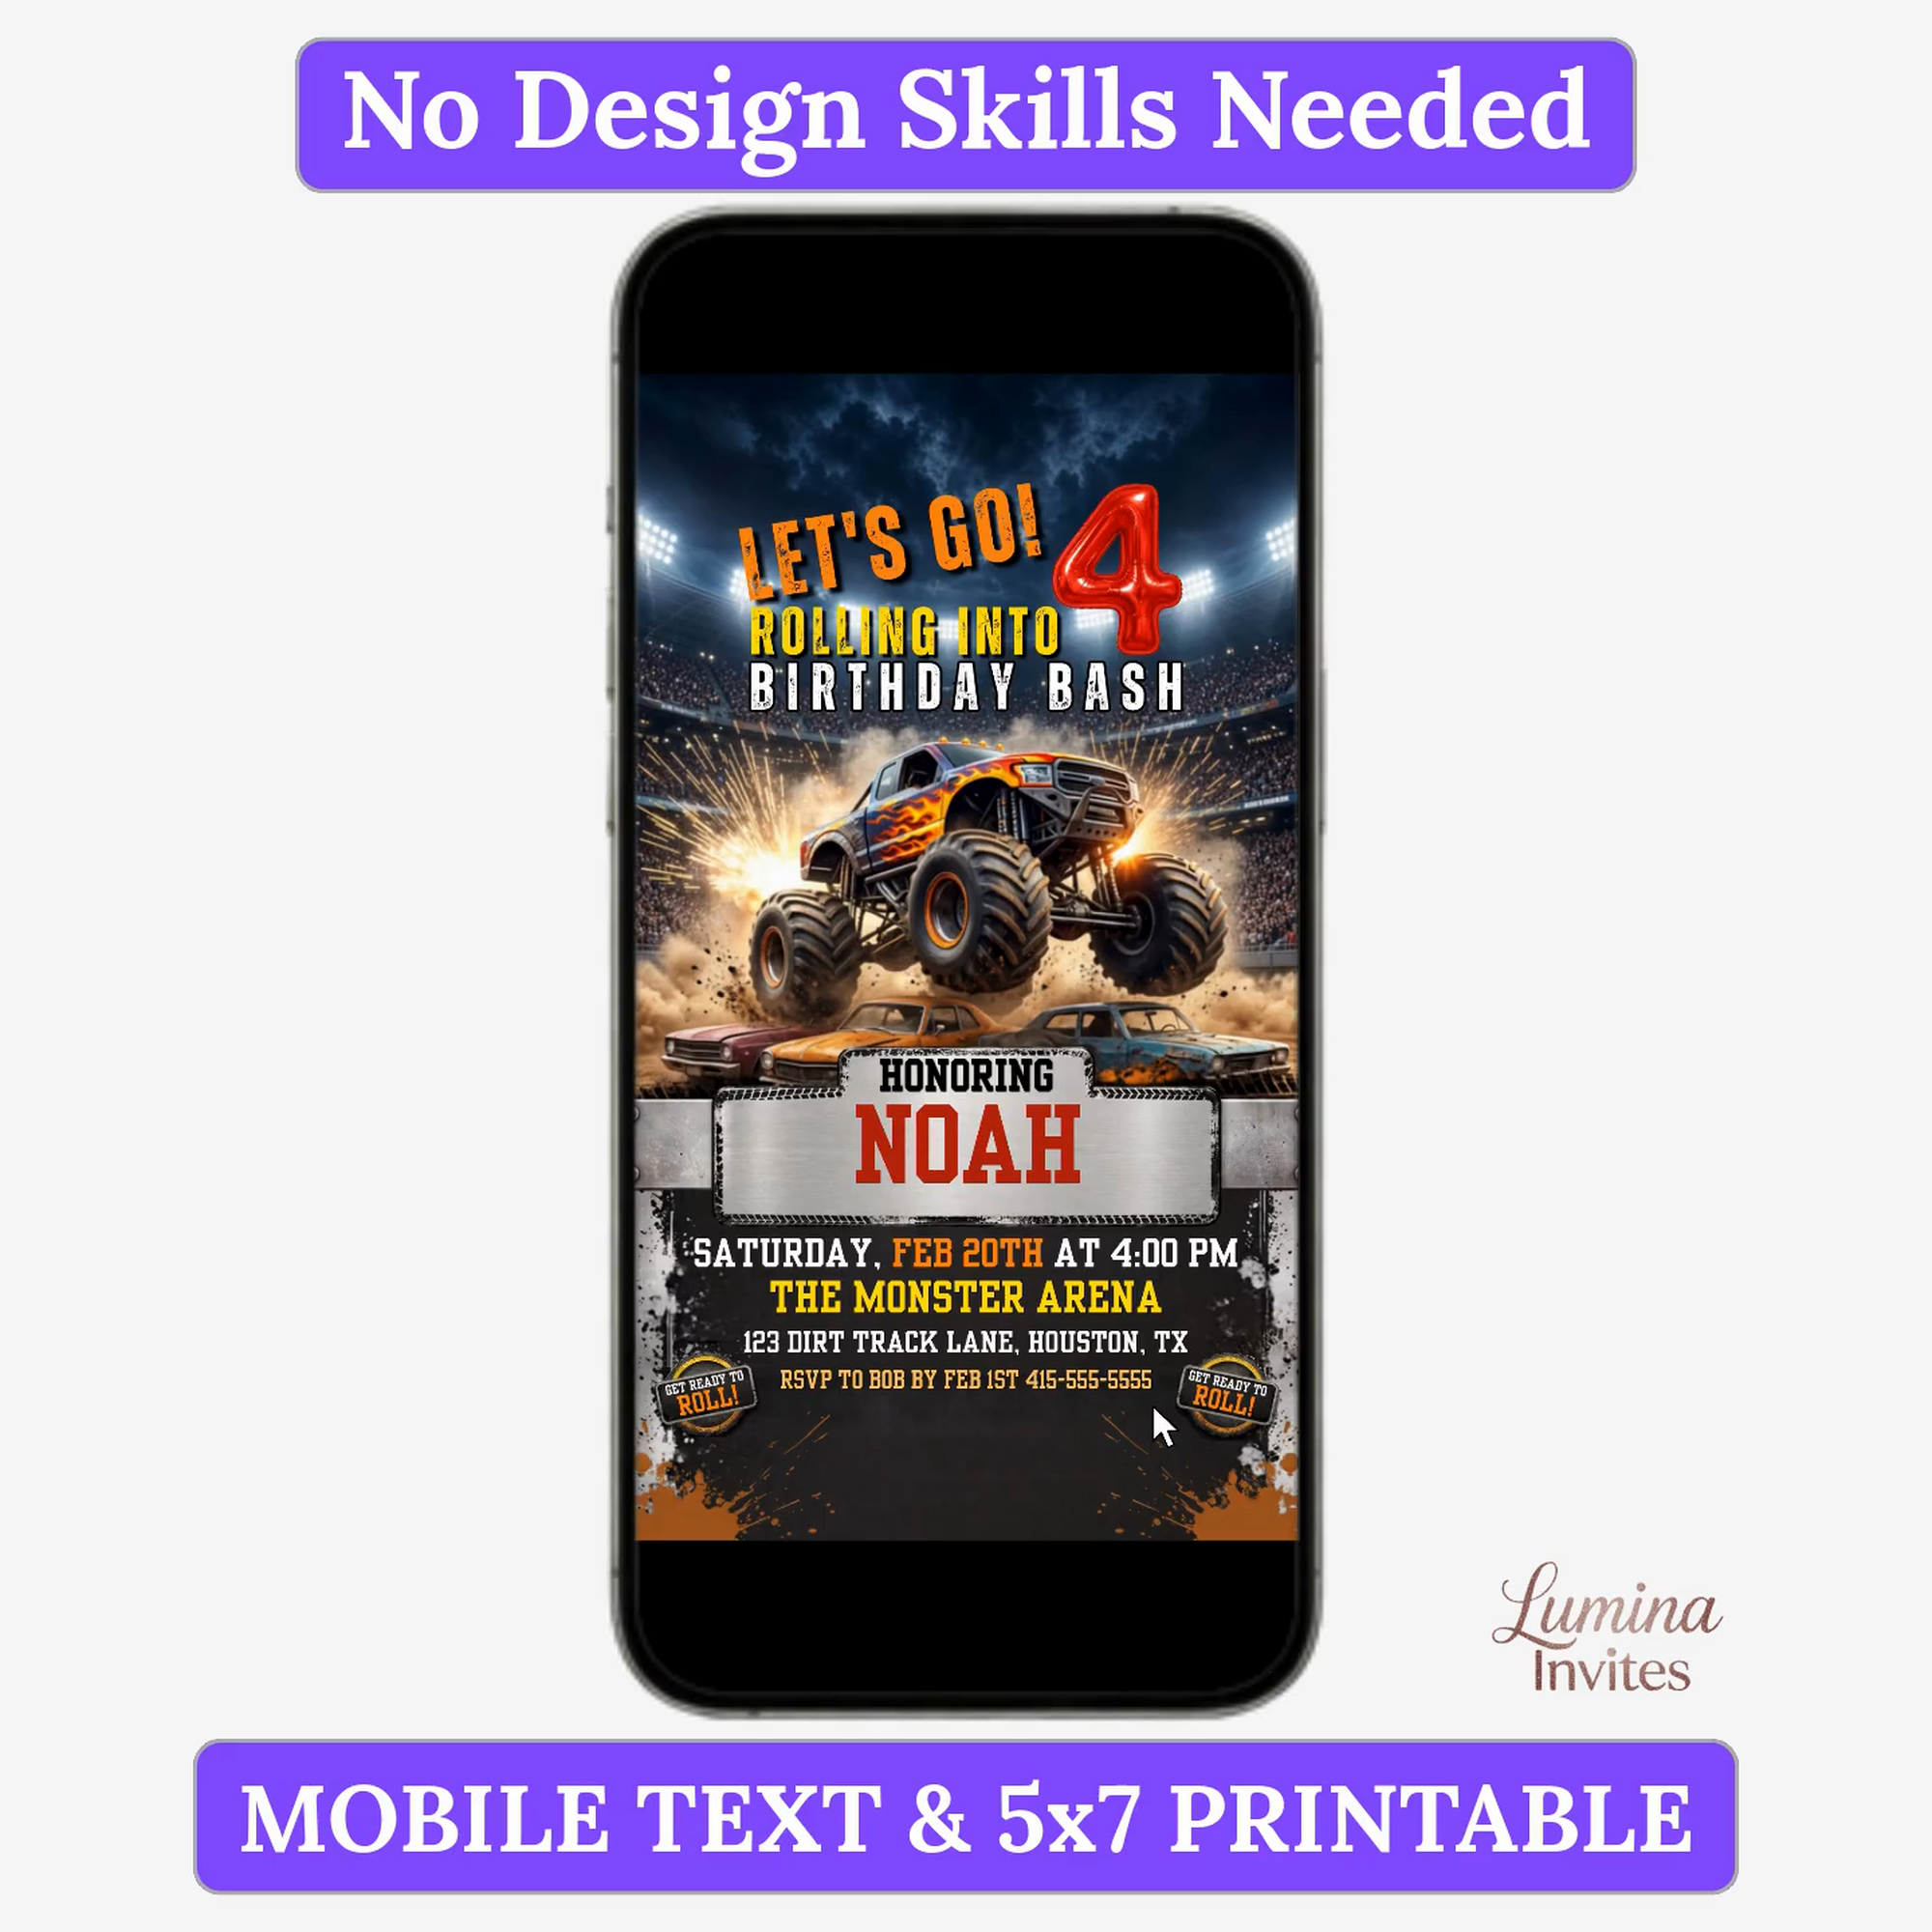 No Design Skills Needed
LET'S GO!
4
ROLLING INTO
BIRTHDAY BASH
HONORING
NOAH
SATURDAY, FEB 20TH AT 4:00 PM
THE MONSTER ARENA
123 DIRT TRACK LANE, HOUSTON, TX
RSVP TO BOB BY FEB 1ST 415-555-5555
GET READY TO
ROLL!
GET READY TO
ROLL!
Lumina
Invites
MOBILE TEXT & 5x7 PRINTABLE